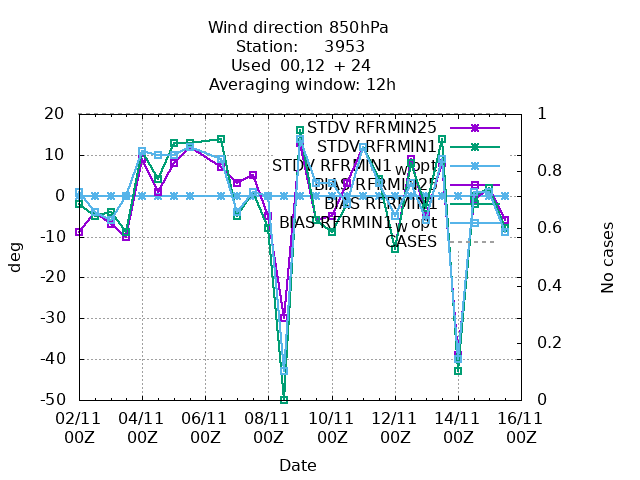 Wind direction 850hPa
Station: 3953
Used 00,12 + 24
Averaging window: 12h
20
10
0
-10
-20
-30
-40
-50
deg
1
0.8
0.6
0.4
0.2
0
No cases
STDV RFRMIN25
STDV RFRMIN1
STDV RFRMIN1_w_opt
BIAS RFRMIN25
BIAS RFRMIN1
BIAS RFRMIN1_w_opt
CASES
02/11 04/11 06/11 08/11 10/11 12/11 14/11 16/11
00Z 00Z 00Z 00Z 00Z 00Z 00Z 00Z
Date